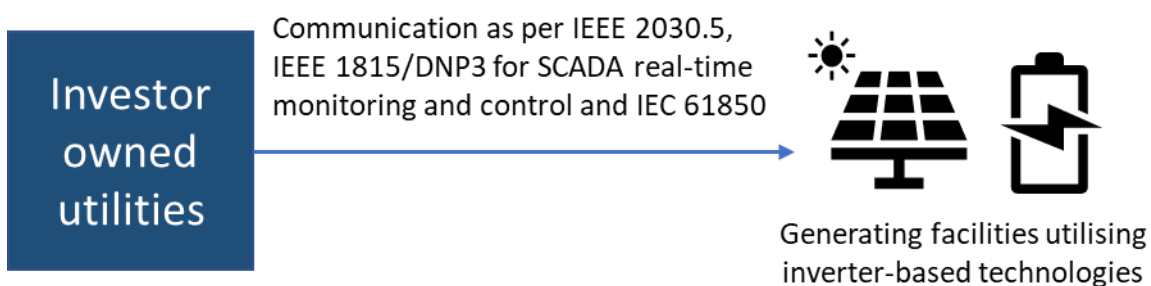 Investor
owned
utilities
Communication as per IEEE 2030.5,
IEEE 1815/DNP3 for SCADA real-time
monitoring and control and IEC 61850
Generating facilities utilising
inverter-based technologies